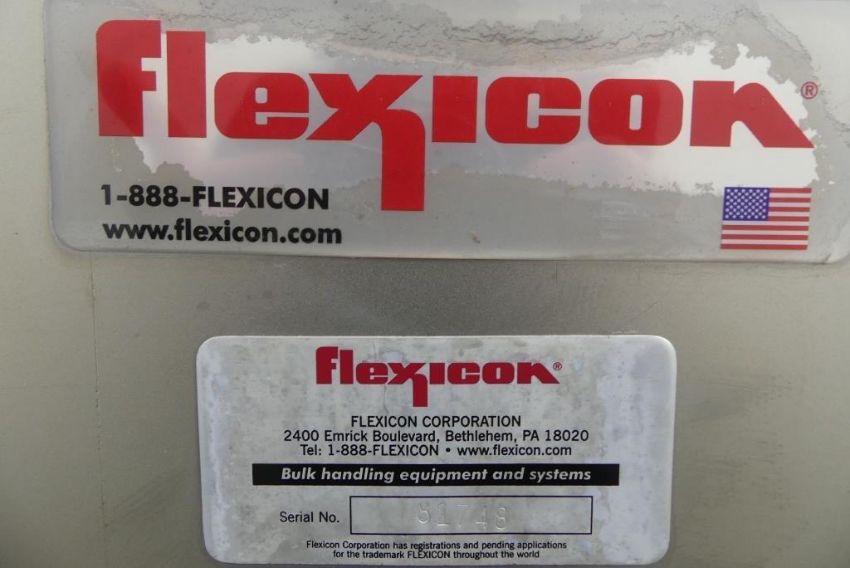 flexicon®
1-888-FLEXICON
www.flexicon.com
flexicon®
FLEXICON CORPORATION
2400 Emrick Boulevard, Bethlehem, PA 18020
Tel: 1-888-FLEXICON • www.flexicon.com
Bulk handling equipment and systems
Serial No. 81748
Flexicon Corporation has registrations and pending applications
for the trademark FLEXICON throughout the world